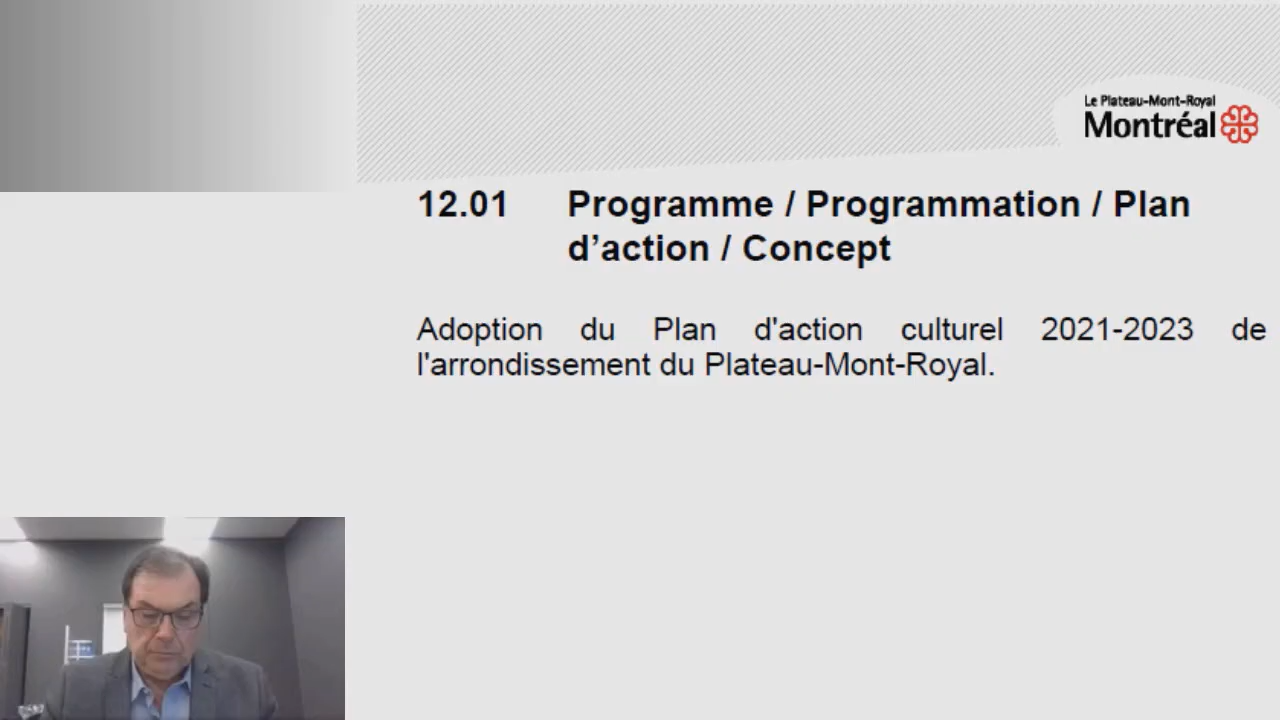 Le Plateau-Mont-Royal
Montréal
12.01 Programme / Programmation / Plan
d’action / Concept
Adoption du Plan d'action culturel 2021-2023 de
l'arrondissement du Plateau-Mont-Royal.